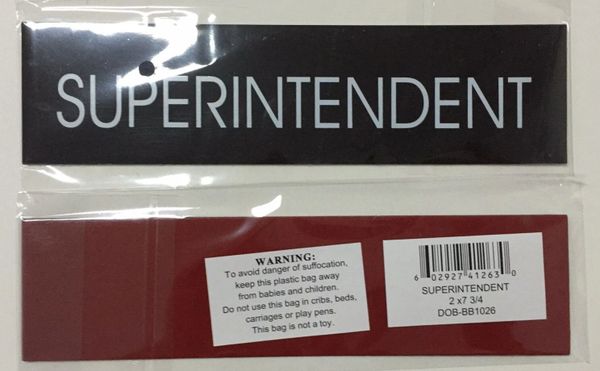 SUPERINTENDENT
WARNING:
To avoid danger of suffocation,
keep this plastic bag away
from babies and children.
Do not use this bag in cribs, beds,
carriages or play pens.
This bag is not a toy.
6 02927 41263 0
SUPERINTENDENT
2 x7 3/4
DOB-BB1026